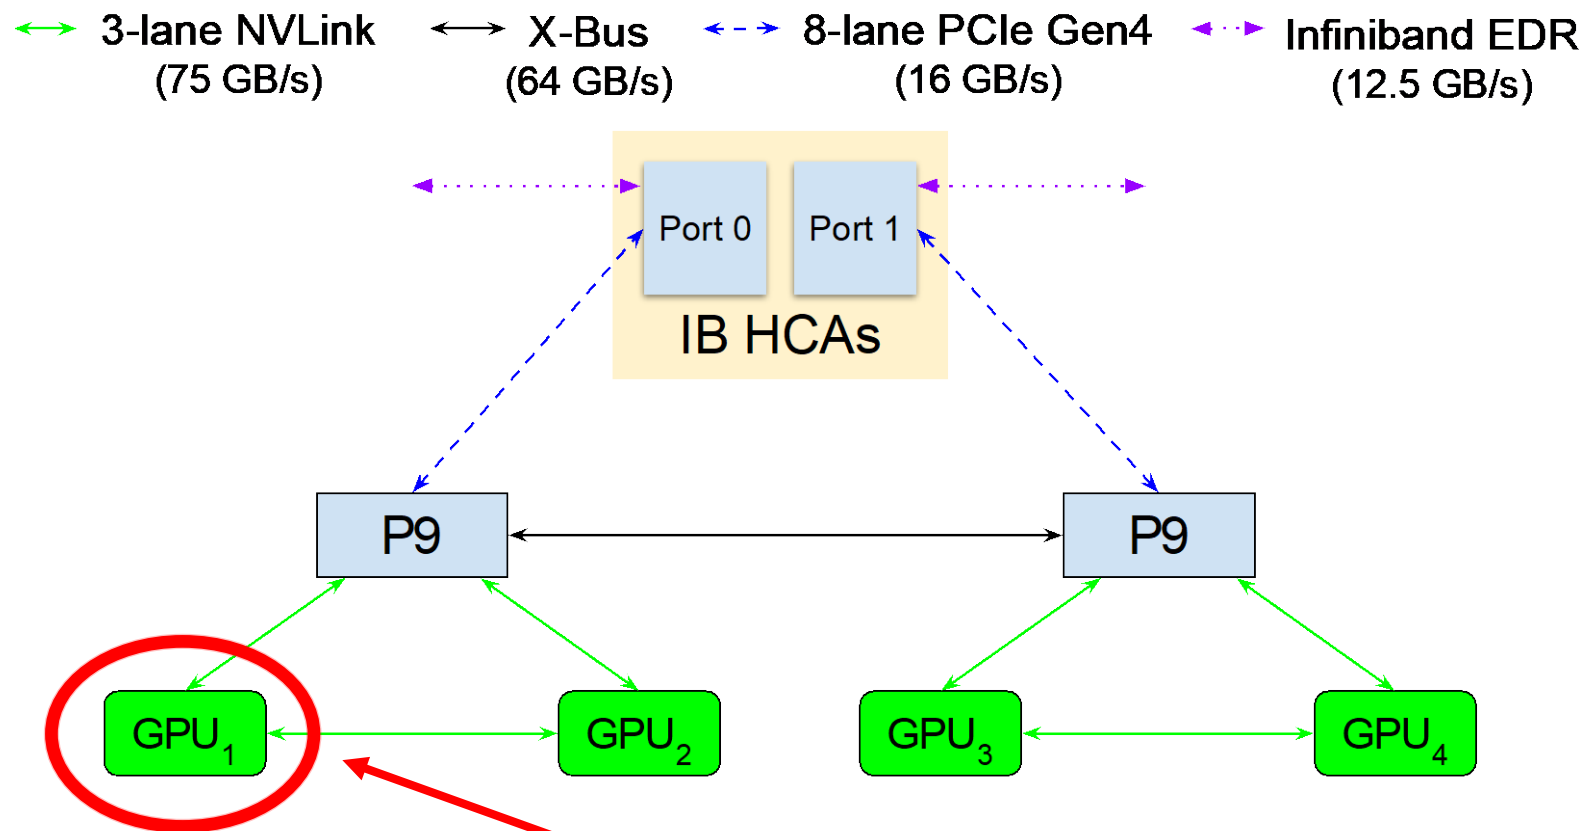 3-lane NVLink
(75 GB/s)
X-Bus
(64 GB/s)
8-lane PCIe Gen4
(16 GB/s)
Infiniband EDR
(12.5 GB/s)
Port 0
Port 1
IB HCAs
P9
P9
GPU1
GPU2
GPU3
GPU4